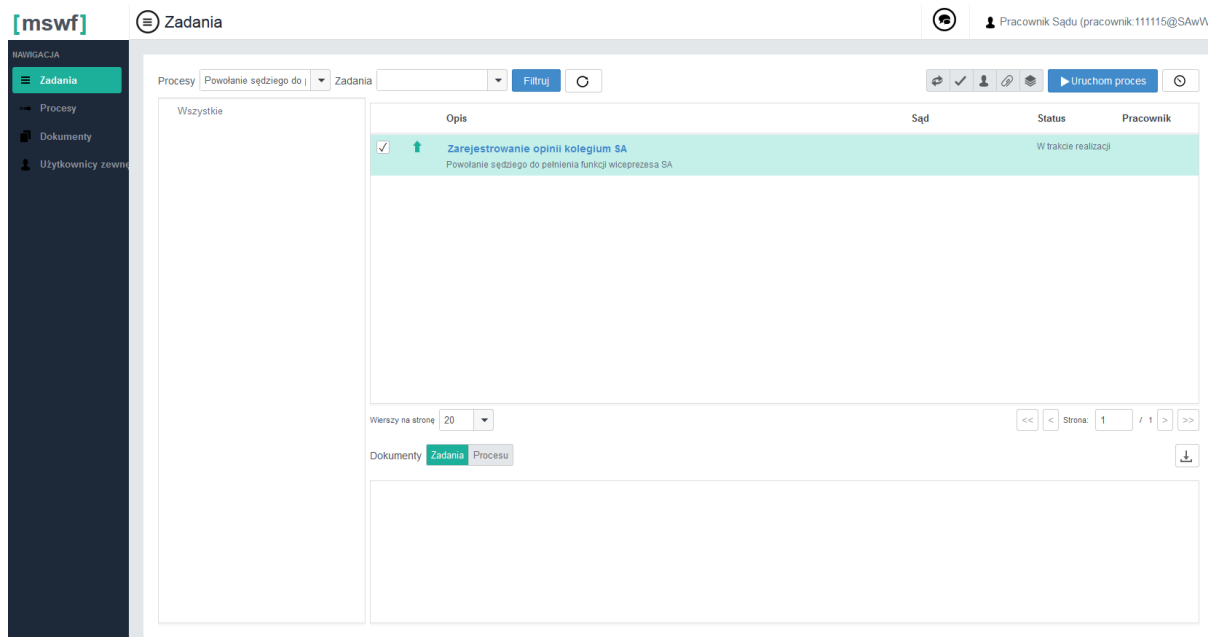 [mswf]
Zadania
Pracownik Sądu (pracownik:111115@SAwW
NAWIGACJA
Zadania
Procesy
Dokumenty
Użytkownicy zewnę
Procesy Powołanie sędziego do p Zadania Filtruj Uruchom proces
Wszystkie
Opis Sąd Status Pracownik
Zarejestrowanie opinii kolegium SA W trakcie realizacji
Powołanie sędziego do pełnienia funkcji wiceprezesa SA
Wierszy na stronę 20 << < Strona: 1 / 1 > >>
Dokumenty Zadania Procesu